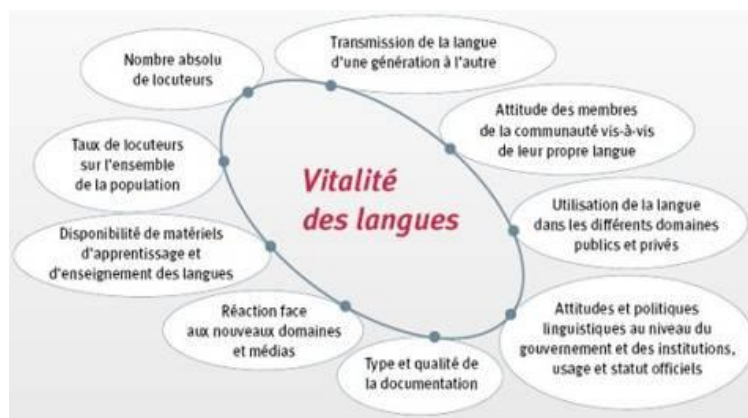 Nombre absolu
de locuteurs
Transmission de la langue
d'une génération à l'autre
Attitude des membres
de la communauté vis-à-vis
de leur propre langue
Taux de locuteurs
sur l'ensemble
de la population
Vitalité
des langues
Utilisation de la langue
dans les différents domaines
publics et privés
Disponibilité de matériels
d'apprentissage et
d'enseignement des langues
Réaction face
aux nouveaux domaines
et médias
Attitudes et politiques
linguistiques au niveau du
gouvernement et des institutions,
usage et statut officiels
Type et qualité de
la documentation